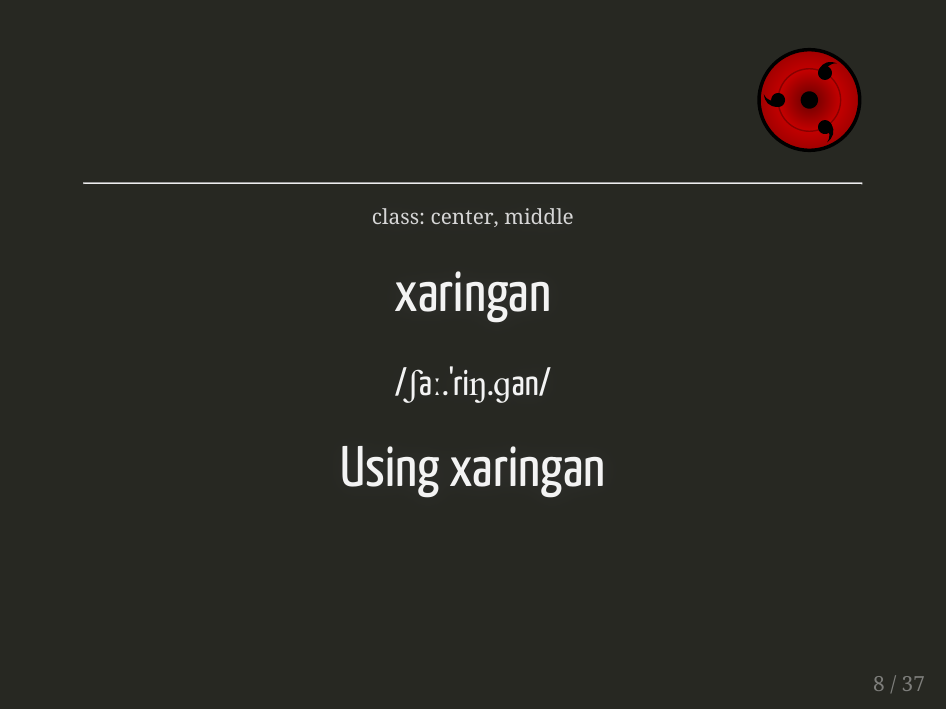 class: center, middle
xaringan
/ʃaː.ˈriŋ.ɡan/
Using xaringan
8 / 37